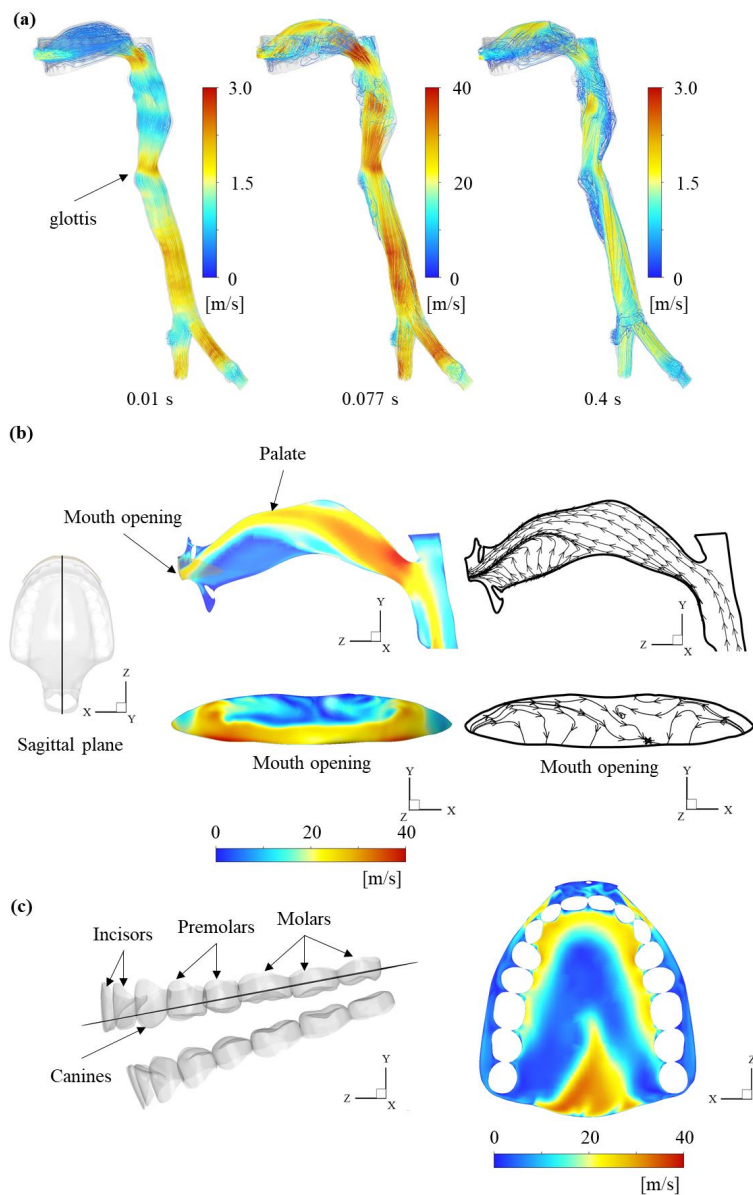 (a)
3.0
1.5
0
[m/s]
40
20
0
[m/s]
3.0
1.5
0
[m/s]
glottis
0.01 s
0.077 s
0.4 s
(b)
Palate
Mouth opening
Y
Z
X
Z
X
Y
Sagittal plane
Y
Z
X
Mouth opening
Y
Z
X
Mouth opening
Y
Z
X
0
20
40
[m/s]
(c)
Incisors
Premolars
Molars
Canines
Y
Z
X
Z
X
Y
0
20
40
[m/s]